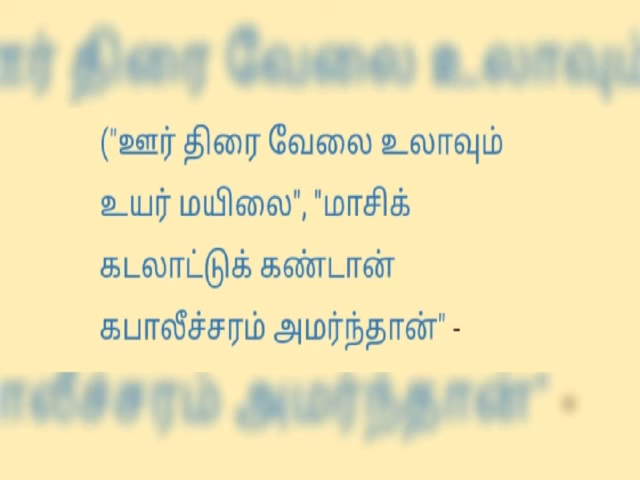 ("ஊர் திரை வேலை உலாவும்
உயர் மயிலை", "மாசிக்
கடலாட்டுக் கண்டான்
கபாலீச்சரம் அமர்ந்தான்" -